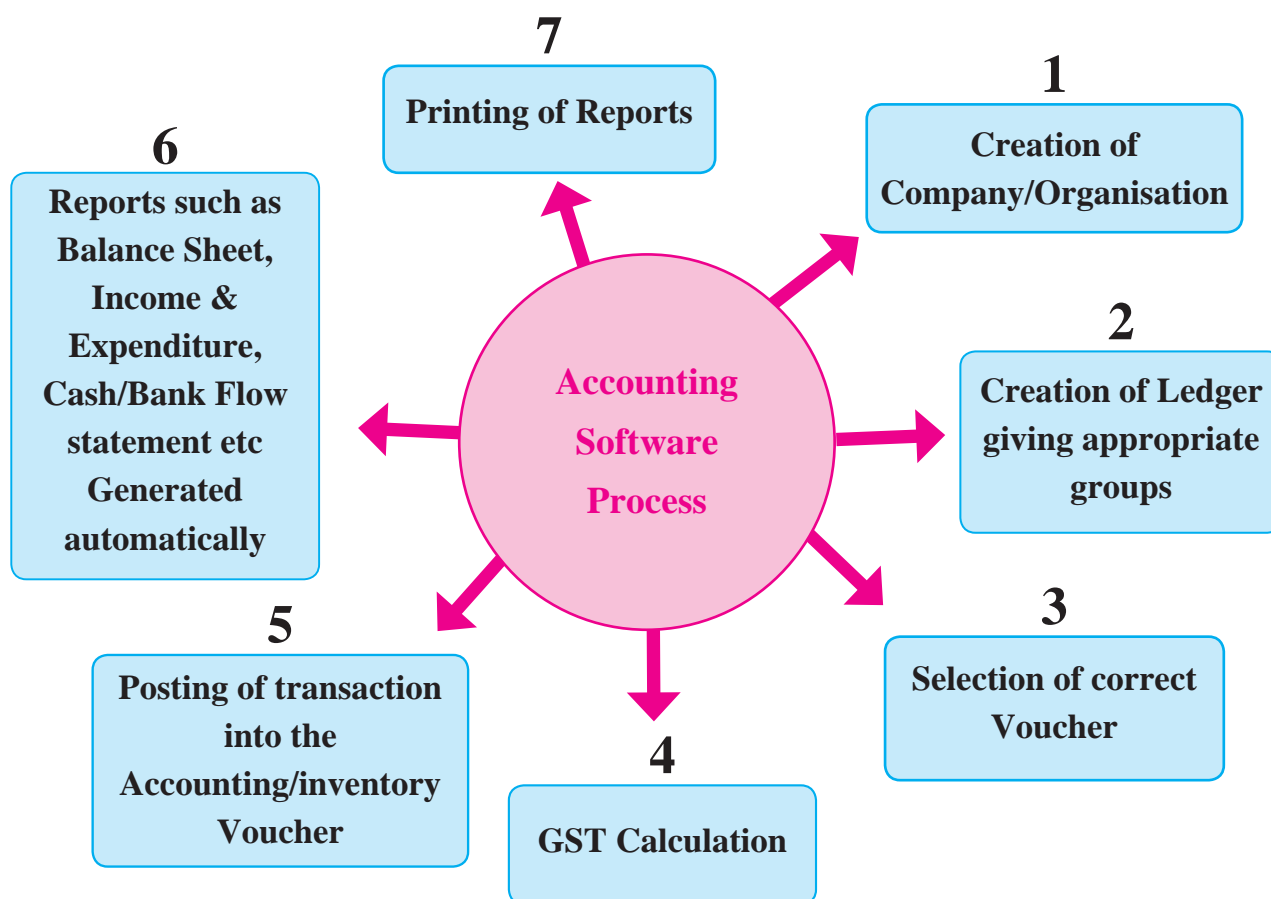 7
Printing of Reports
1
Creation of
Company/Organisation
6
Reports such as
Balance Sheet,
Income &
Expenditure,
Cash/Bank Flow
statement etc
Generated
automatically
2
Creation of Ledger
giving appropriate
groups
Accounting
Software
Process
3
Selection of correct
Voucher
5
Posting of transaction
into the
Accounting/inventory
Voucher
4
GST Calculation